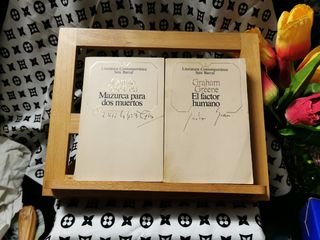 Literatura Contemporánea
Seix Barral
Mazurca para
dos muertos
Literatura Contemporánea
Seix Barral
Graham
Greene
El factor
humano